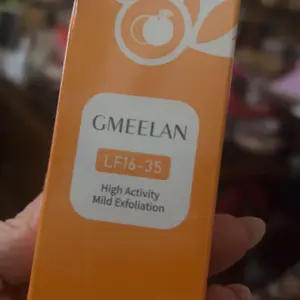 GMEELAN
LF16-35
High Activity
Mild Exfoliation